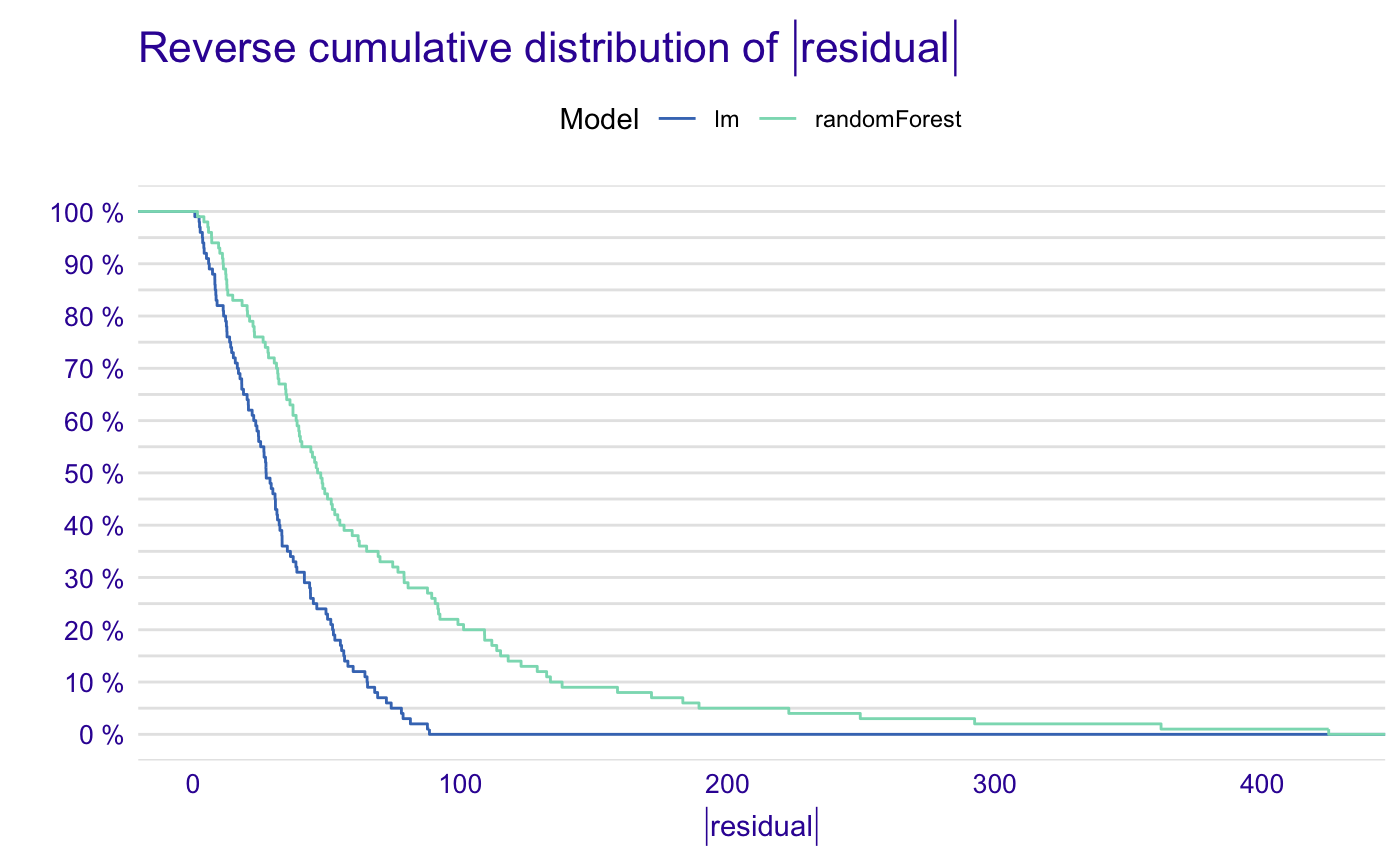 Reverse cumulative distribution of |residual|
Model lm randomForest
100 %
90 %
80 %
70 %
60 %
50 %
40 %
30 %
20 %
10 %
0 %
0 100 200 300 400
|residual|